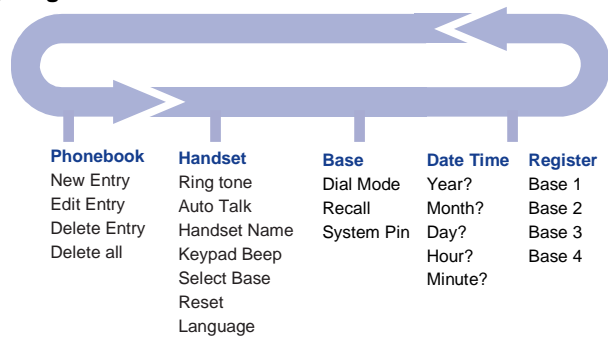 Phonebook
New Entry
Edit Entry
Delete Entry
Delete all
Handset
Ring tone
Auto Talk
Handset Name
Keypad Beep
Select Base
Reset
Language
Base
Dial Mode
Recall
System Pin
Date Time
Year?
Month?
Day?
Hour?
Minute?
Register
Base 1
Base 2
Base 3
Base 4